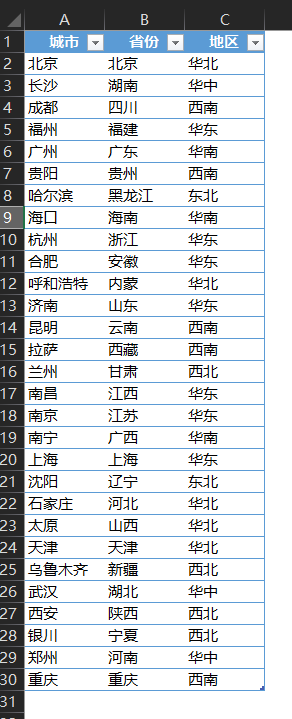 A B C
1 城市 省份 地区
2 北京 北京 华北
3 长沙 湖南 华中
4 成都 四川 西南
5 福州 福建 华东
6 广州 广东 华南
7 贵阳 贵州 西南
8 哈尔滨 黑龙江 东北
9 海口 海南 华南
10 杭州 浙江 华东
11 合肥 安徽 华东
12 呼和浩特 内蒙 华北
13 济南 山东 华东
14 昆明 云南 西南
15 拉萨 西藏 西南
16 兰州 甘肃 西北
17 南昌 江西 华东
18 南京 江苏 华东
19 南宁 广西 华南
20 上海 上海 华东
21 沈阳 辽宁 东北
22 石家庄 河北 华北
23 太原 山西 华北
24 天津 天津 华北
25 乌鲁木齐 新疆 西北
26 武汉 湖北 华中
27 西安 陕西 西北
28 银川 宁夏 西北
29 郑州 河南 华中
30 重庆 重庆 西南
31